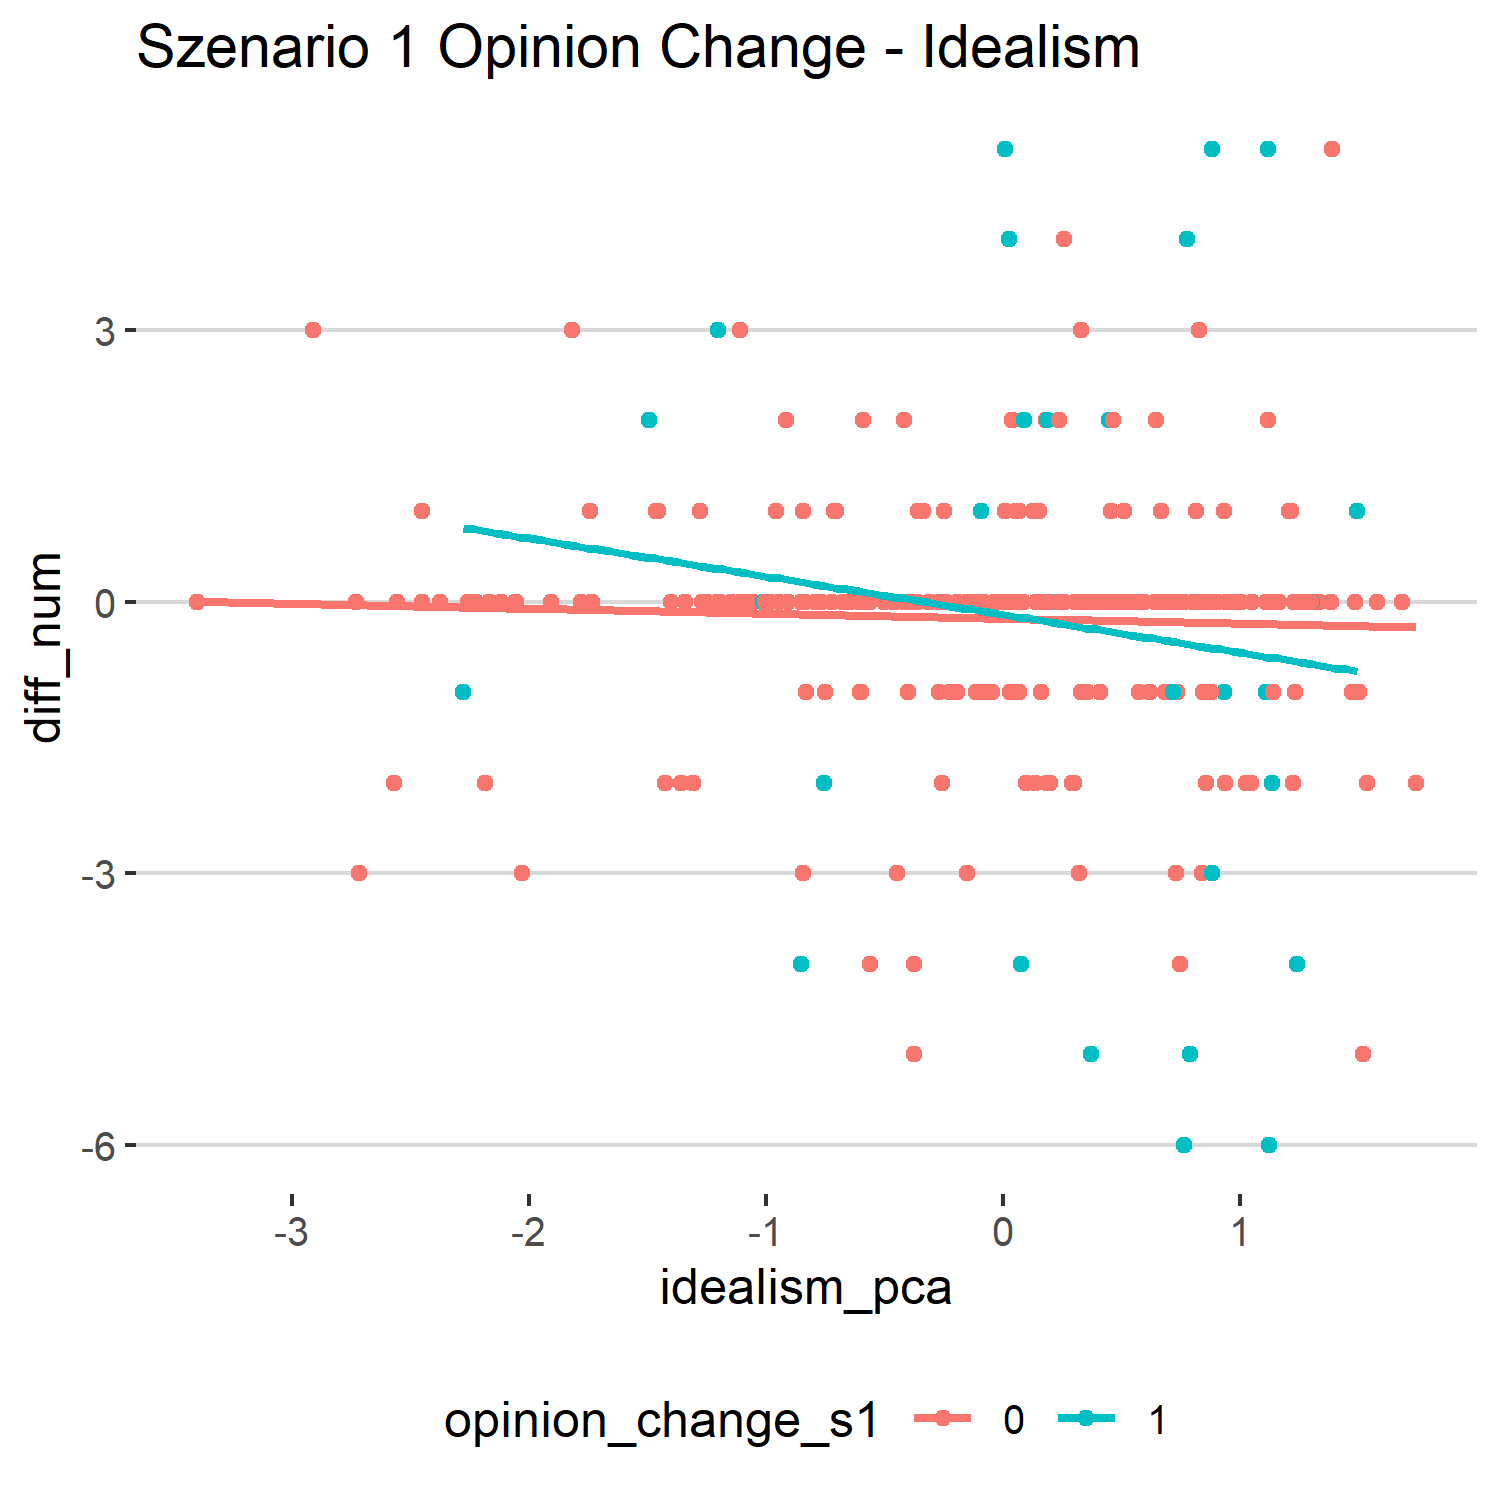 Szenario 1 Opinion Change - Idealism
diff_num
3
0
-3
-6
-3 -2 -1 0 1
idealism_pca
opinion_change_s1 0 1